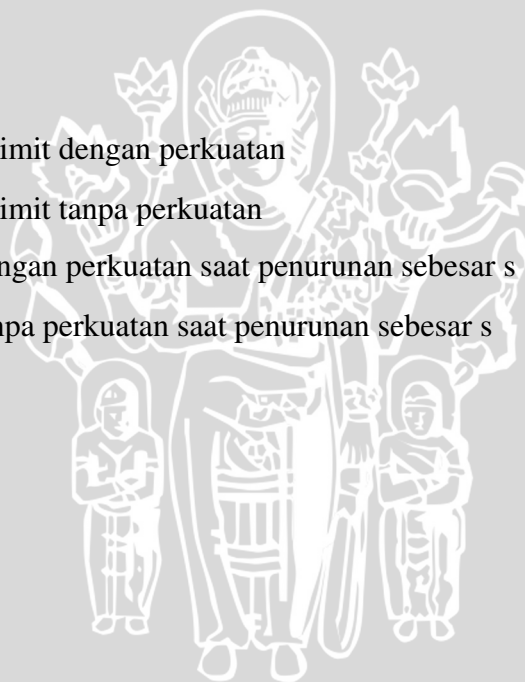 imit dengan perkuatan
imit tanpa perkuatan
ngan perkuatan saat penurunan sebesar s
npa perkuatan saat penurunan sebesar s